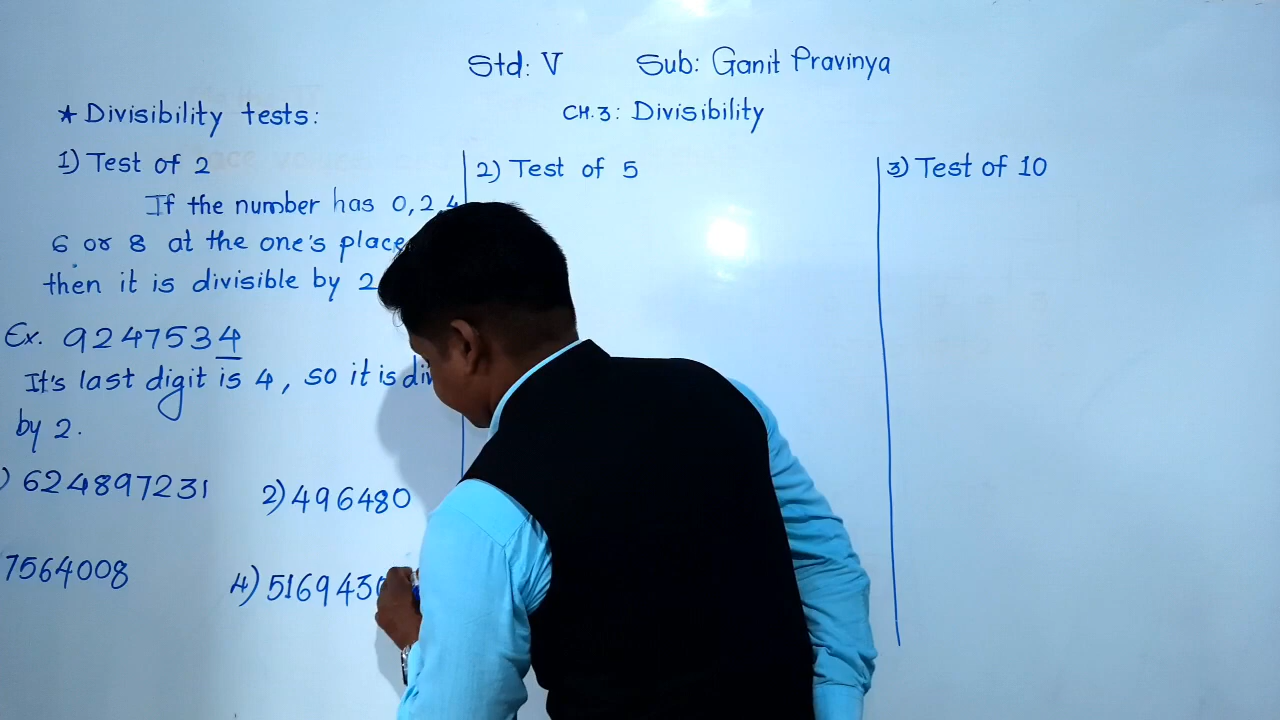 Std: V Sub: Ganit Pravinya
CH.3: Divisibility
★ Divisibility tests:
1) Test of 2
If the number has 0, 2, 4
6 or 8 at the one's place
then it is divisible by 2
Ex. 9247534
It's last digit is 4, so it is div
by 2.
) 624897231
2) 496480
7564008
4) 516943
2) Test of 5
3) Test of 10